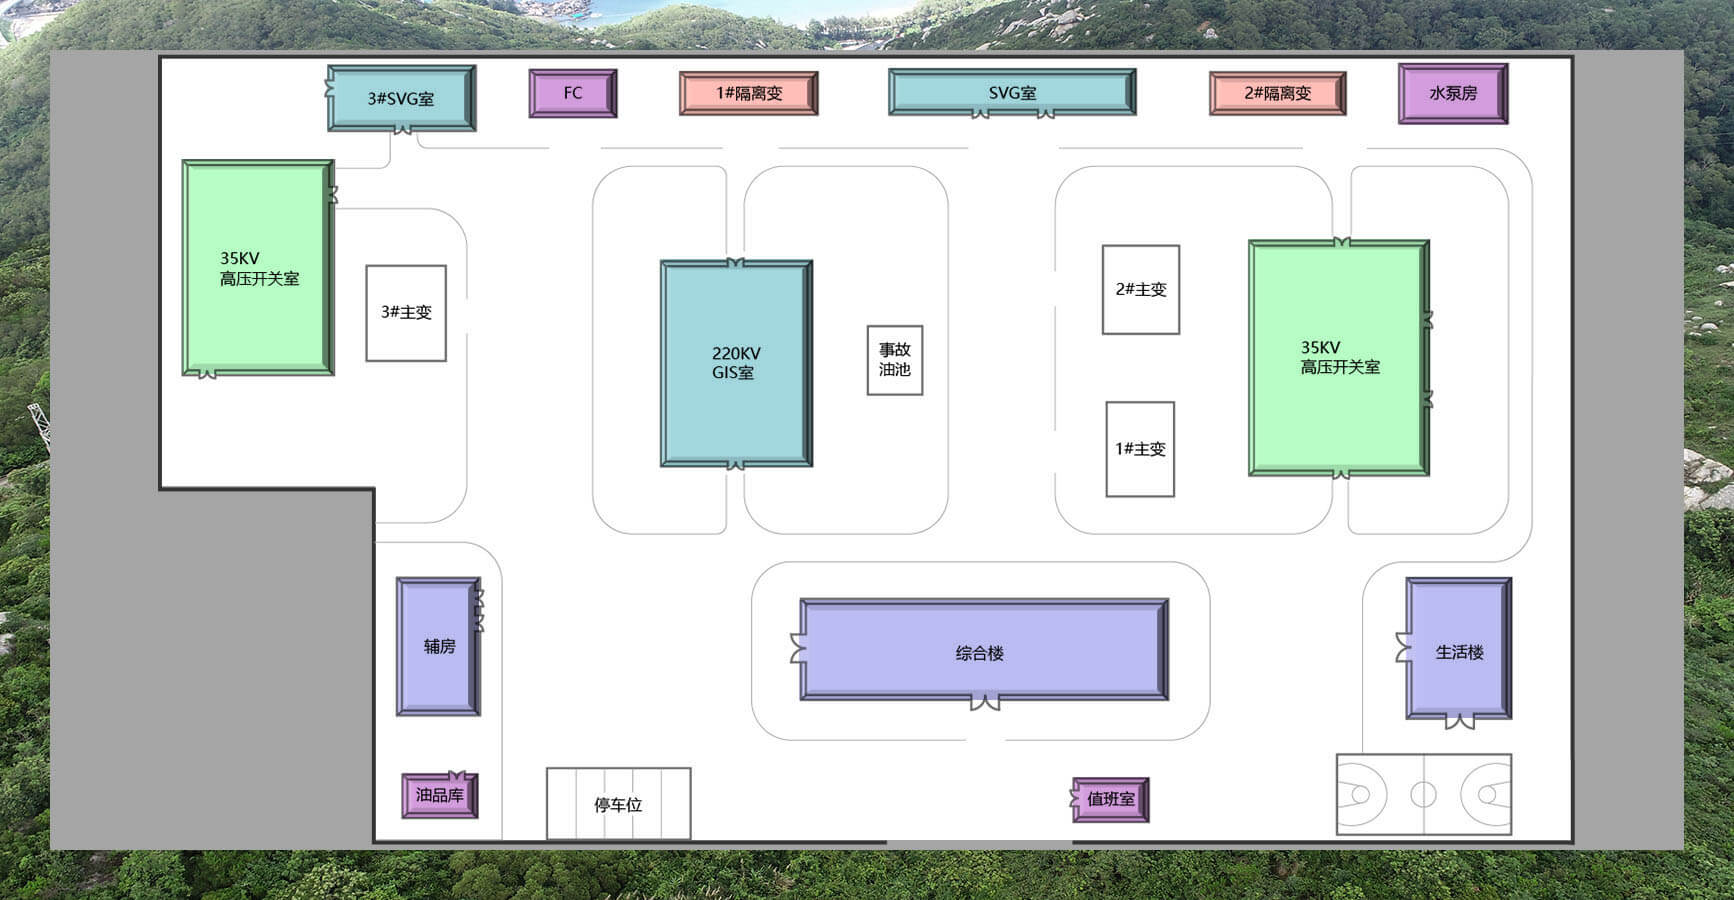 3#SVG室
FC
1#隔离变
SVG室
2#隔离变
水泵房
35KV
高压开关室
3#主变
220KV
GIS室
事故
油池
2#主变
1#主变
35KV
高压开关室
辅房
综合楼
生活楼
油品库
停车位
值班室